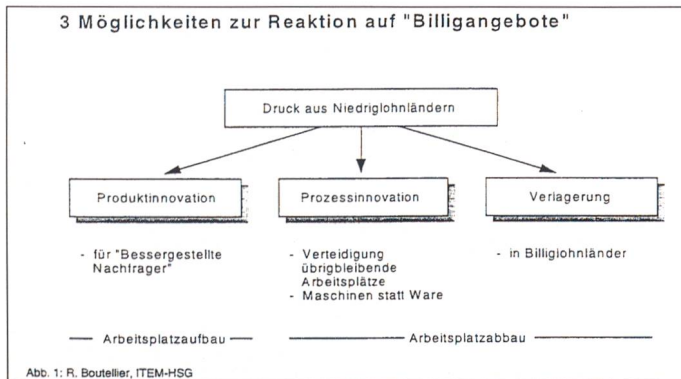 3 Möglichkeiten zur Reaktion auf "Billigangebote"
Druck aus Niedriglohnländern
Produktinnovation
Prozessinnovation
Verlagerung
- für "Bessergestellte
Nachfrager"
- Verteidigung
übrigbleibende
Arbeitsplätze
- Maschinen statt Ware
- in Billiglohnländer
Arbeitsplatzaufbau
Arbeitsplatzabbau
Abb. 1: R. Boutellier, ITEM-HSG